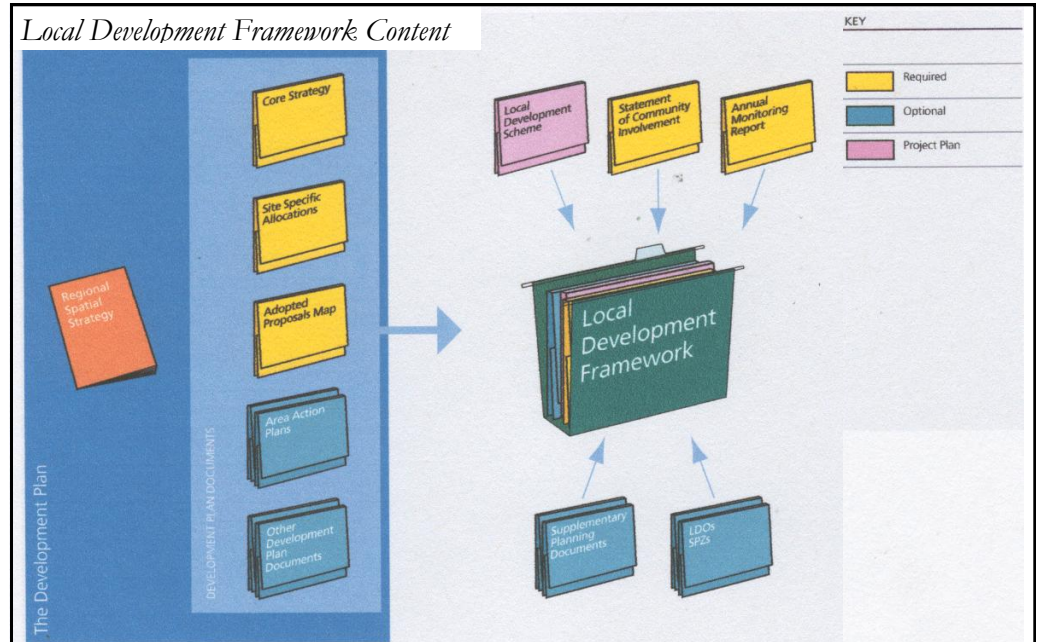 Local Development Framework Content
KEY
Required
Optional
Project Plan
Core Strategy
Site Specific
Allocations
Adopted
Proposals Map
Area Action
Plans
Other
Development
Plan
Documents
DEVELOPMENT PLAN DOCUMENTS
The Development Plan
Regional
Spatial
Strategy
Local
Development
Scheme
Statement
of Community
Involvement
Annual
Monitoring
Report
Local
Development
Framework
Supplementary
Planning
Documents
LDOs
SPZs